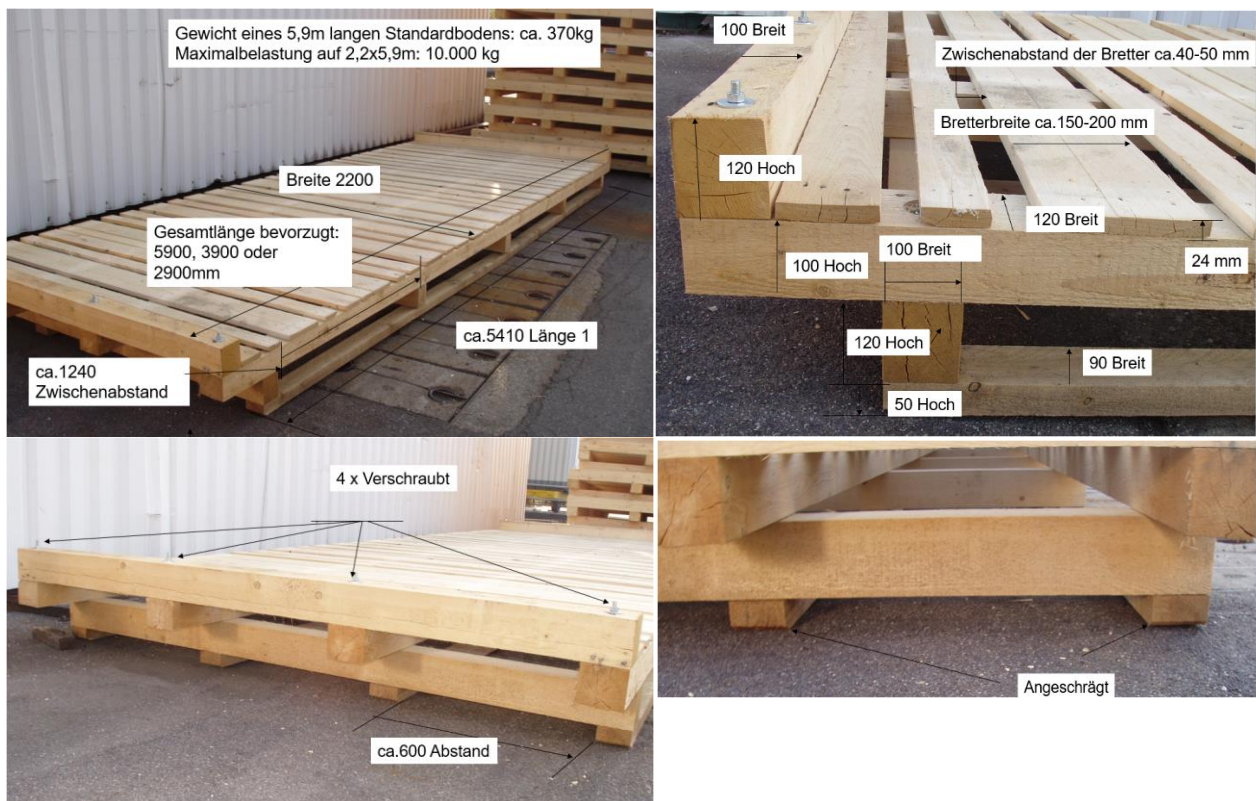 Gewicht eines 5,9m langen Standardbodens: ca. 370kg
Maximalbelastung auf 2,2x5,9m: 10.000 kg
Breite 2200
Gesamtlänge bevorzugt:
5900, 3900 oder
2900mm
ca.5410 Länge 1
ca.1240
Zwischenabstand
100 Breit
Zwischenabstand der Bretter ca.40-50 mm
Bretterbreite ca.150-200 mm
120 Hoch
120 Breit
100 Breit
24 mm
100 Hoch
120 Hoch
90 Breit
50 Hoch
4 x Verschraubt
ca.600 Abstand
Angeschrägt